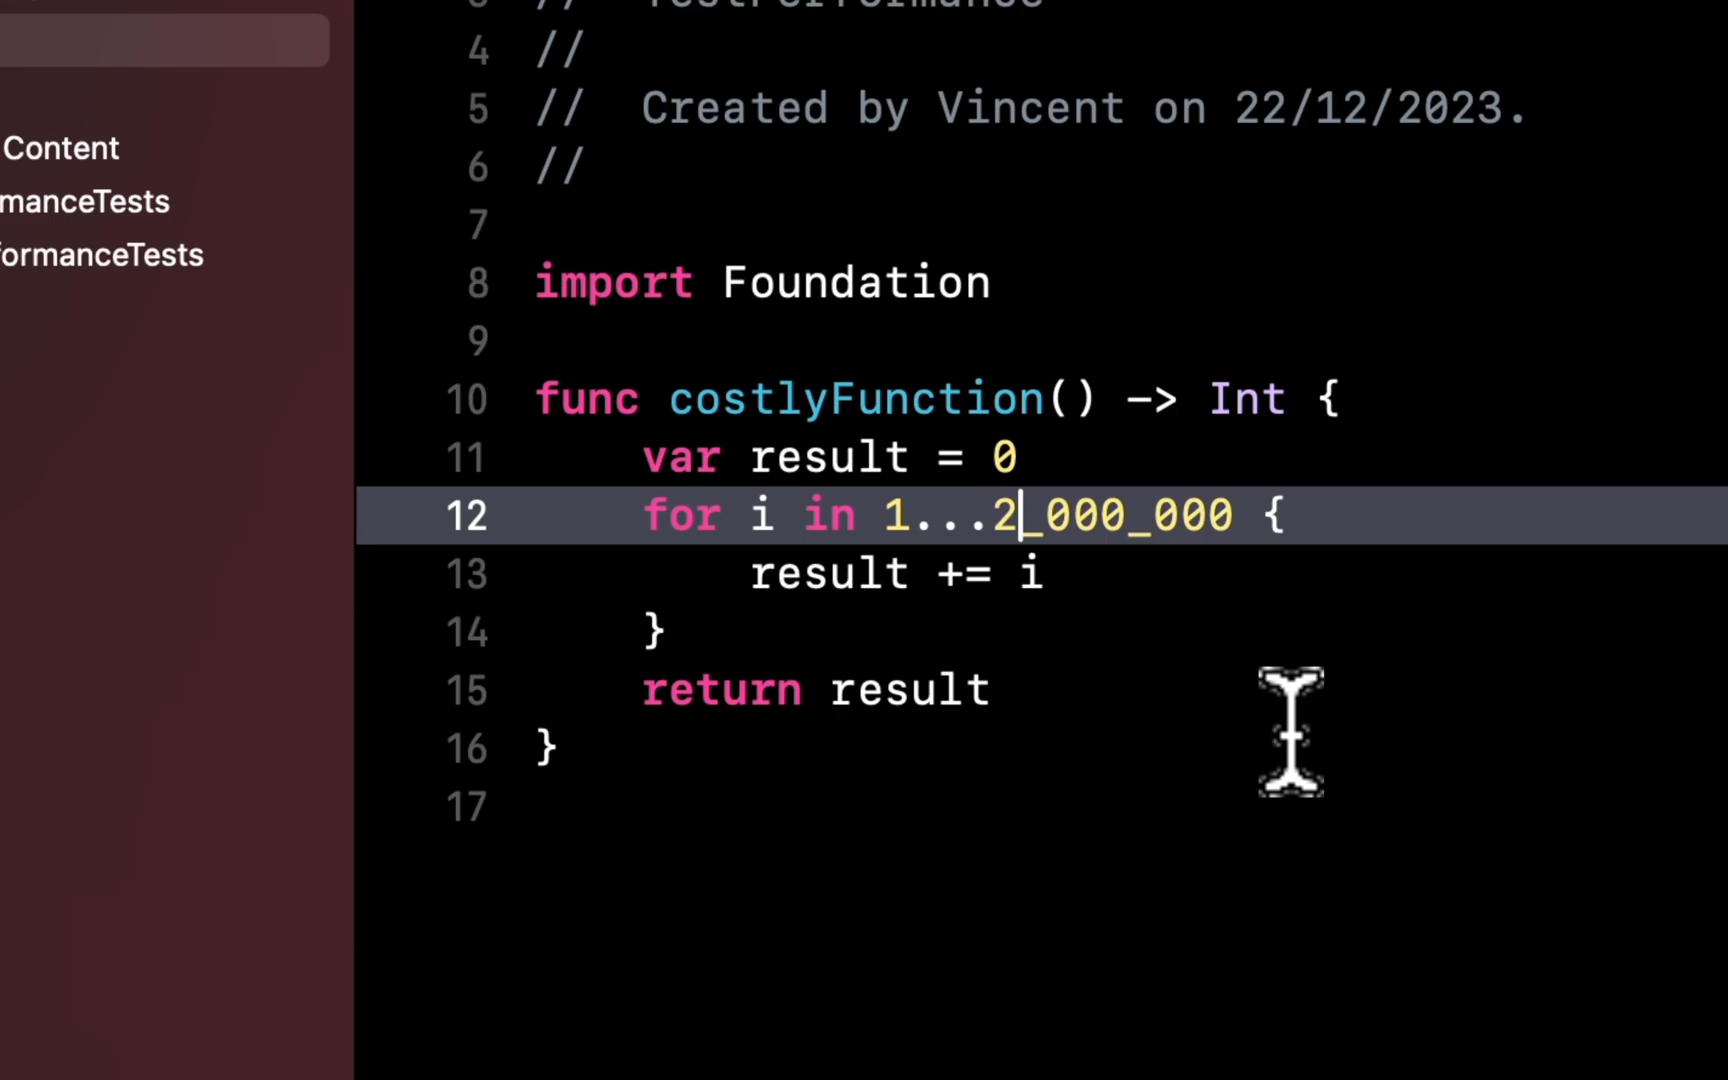 Content
manceTests
formanceTests
3 // TestPerformance
4 //
5 // Created by Vincent on 22/12/2023.
6 //
7
8 import Foundation
9
10 func costlyFunction() -> Int {
11 var result = 0
12 for i in 1...2_000_000 {
13 result += i
14 }
15 return result
16 }
17